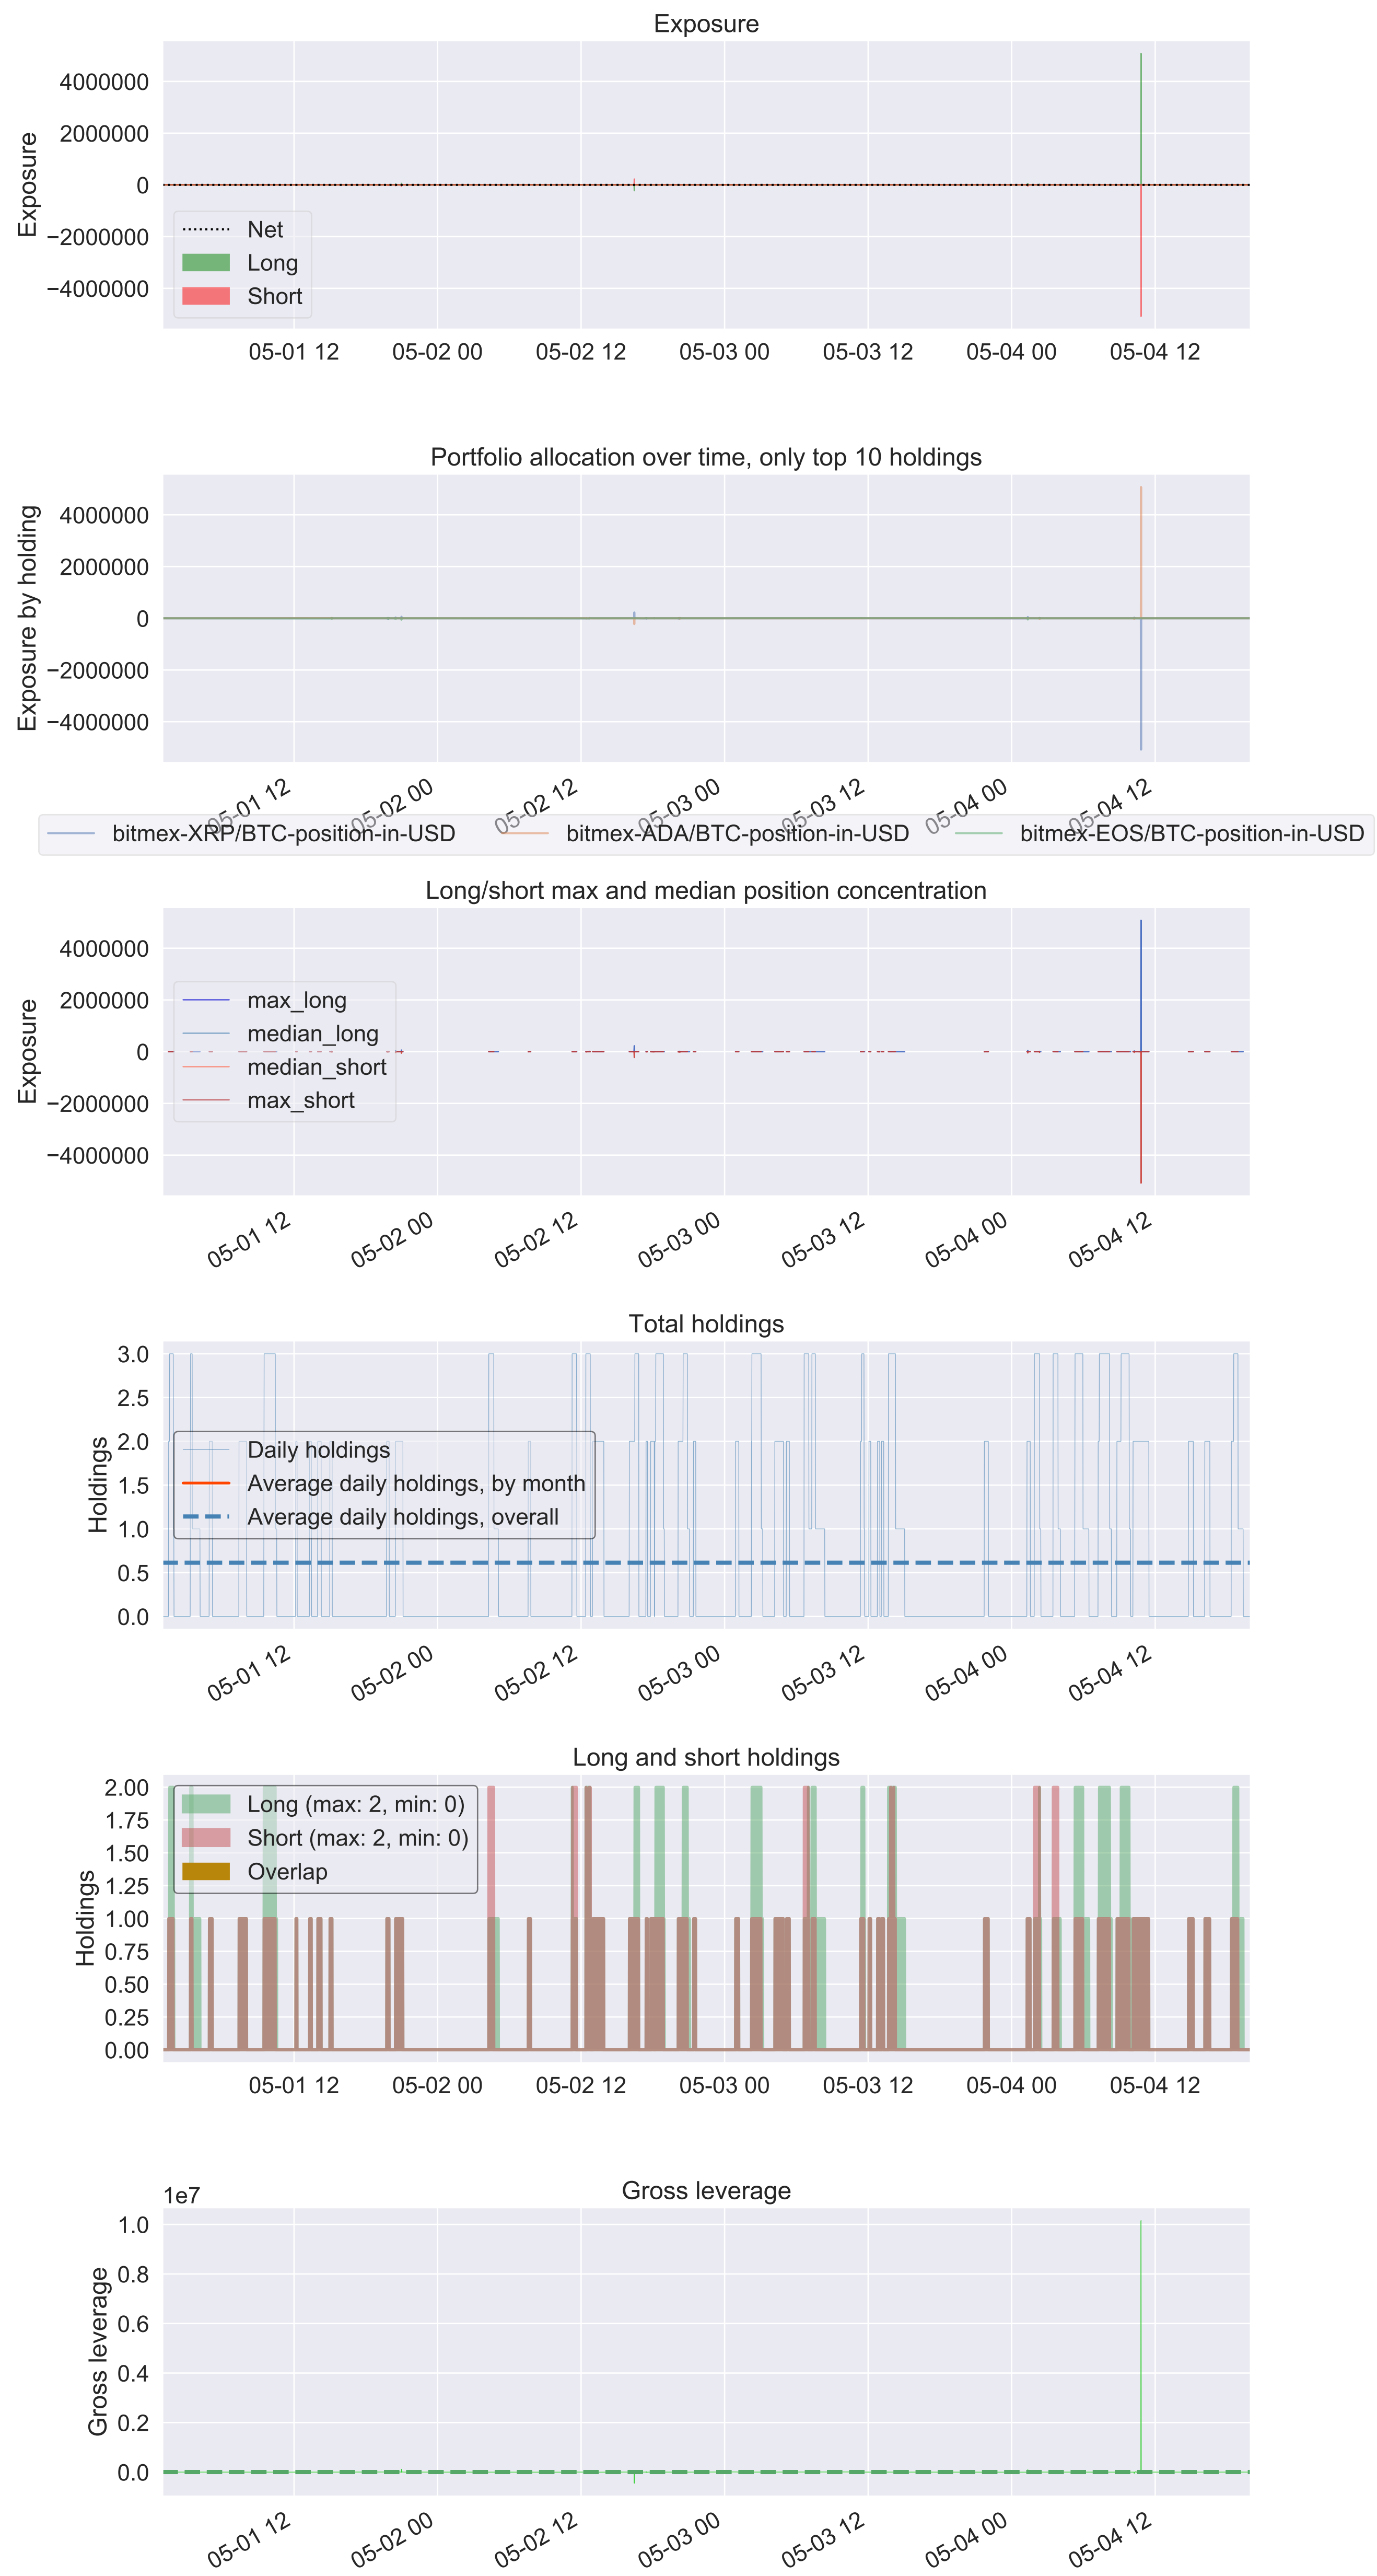 Exposure
4000000
2000000
0
−2000000
−4000000
Exposure
Net
Long
Short
05-01 12
05-02 00
05-02 12
05-03 00
05-03 12
05-04 00
05-04 12
Portfolio allocation over time, only top 10 holdings
4000000
2000000
0
−2000000
−4000000
Exposure by holding
05-01 12
05-02 00
05-02 12
05-03 00
05-03 12
05-04 00
05-04 12
bitmex-XRP/BTC-position-in-USD
bitmex-ADA/BTC-position-in-USD
bitmex-EOS/BTC-position-in-USD
Long/short max and median position concentration
4000000
2000000
0
−2000000
−4000000
Exposure
max_long
median_long
median_short
max_short
05-01 12
05-02 00
05-02 12
05-03 00
05-03 12
05-04 00
05-04 12
Total holdings
3.0
2.5
2.0
1.5
1.0
0.5
0.0
Holdings
Daily holdings
Average daily holdings, by month
Average daily holdings, overall
05-01 12
05-02 00
05-02 12
05-03 00
05-03 12
05-04 00
05-04 12
Long and short holdings
2.00
1.75
1.50
1.25
1.00
0.75
0.50
0.25
0.00
Holdings
Long (max: 2, min: 0)
Short (max: 2, min: 0)
Overlap
05-01 12
05-02 00
05-02 12
05-03 00
05-03 12
05-04 00
05-04 12
Gross leverage
1e7
1.0
0.8
0.6
0.4
0.2
0.0
Gross leverage
05-01 12
05-02 00
05-02 12
05-03 00
05-03 12
05-04 00
05-04 12